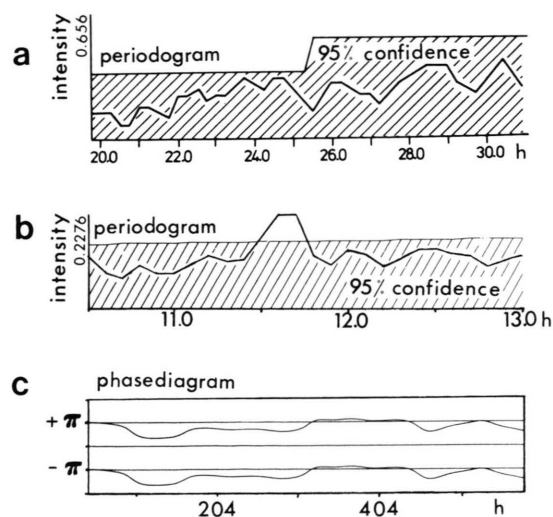 a
intensity
0.656
periodogram
95% confidence
20.0 22.0 24.0 26.0 28.0 30.0 h
b
intensity
0.2276
periodogram
95% confidence
11.0 12.0 13.0 h
c
phasediagram
+ π
- π
204 404 h